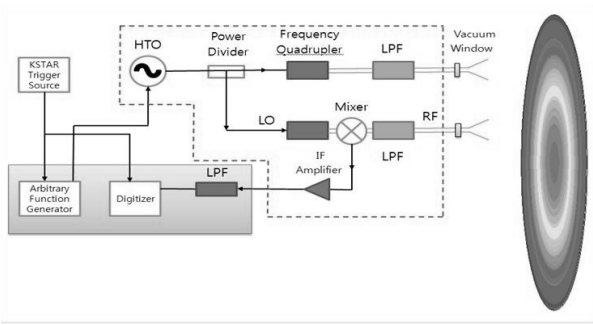 HTO
Power
Divider
Frequency
Quadrupler
LPF
Vacuum
Window
KSTAR
Trigger
Source
LO
Mixer
RF
LPF
IF
Amplifier
LPF
Arbitrary
Function
Generator
Digitizer